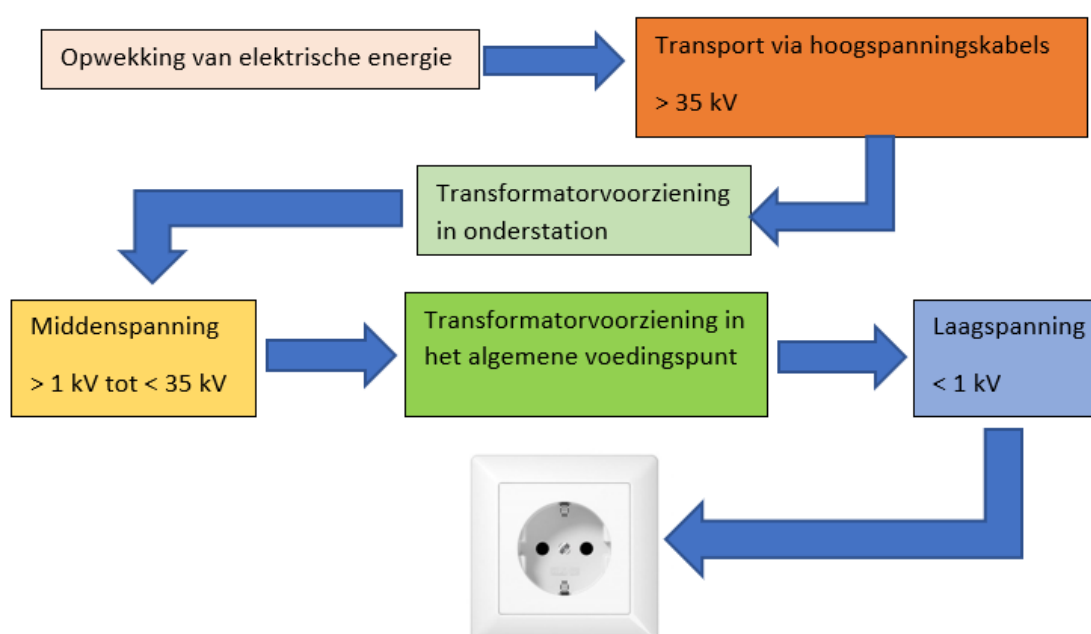 Opwekking van elektrische energie
Transport via hoogspanningskabels
> 35 kV
Transformatorvoorziening
in onderstation
Middenspanning
> 1 kV tot < 35 kV
Transformatorvoorziening in
het algemene voedingspunt
Laagspanning
< 1 kV